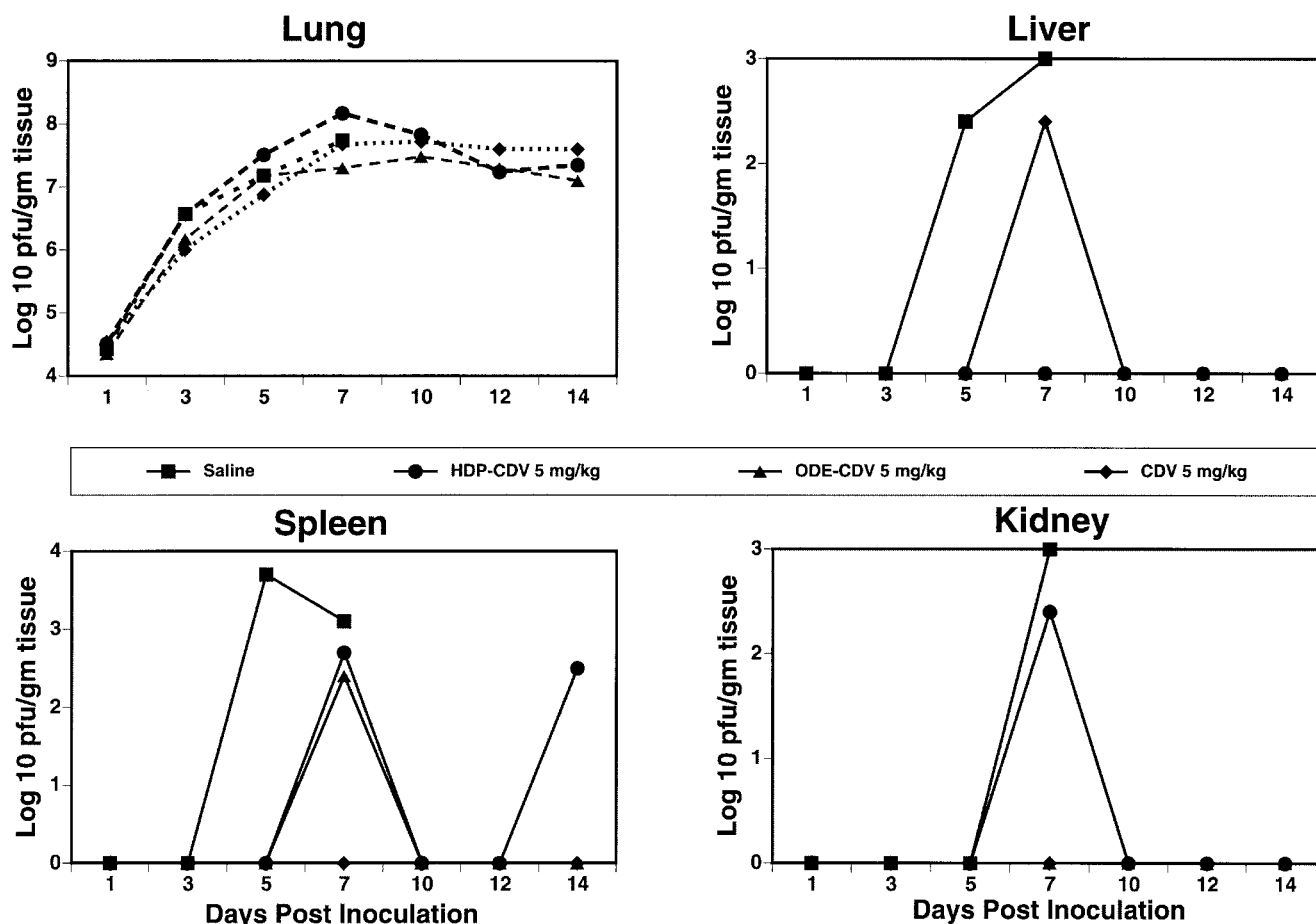 Lung
Log 10 pfu/gm tissue
9
8
7
6
5
4
1 3 5 7 10 12 14
Liver
Log 10 pfu/gm tissue
3
2
1
0
1 3 5 7 10 12 14
Saline HDP-CDV 5 mg/kg ODE-CDV 5 mg/kg CDV 5 mg/kg
Spleen
Log 10 pfu/gm tissue
4
3
2
1
0
1 3 5 7 10 12 14
Days Post Inoculation
Kidney
Log 10 pfu/gm tissue
3
2
1
0
1 3 5 7 10 12 14
Days Post Inoculation